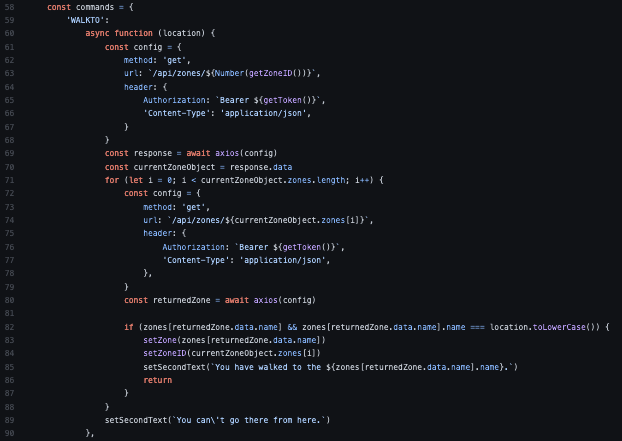 58 const commands = {
59 'WALKTO':
60 async function (location) {
61 const config = {
62 method: 'get',
63 url: `/api/zones/${Number(getZoneID())}`,
64 header: {
65 Authorization: `Bearer ${getToken()}`,
66 'Content-Type': 'application/json',
67 }
68 }
69 const response = await axios(config)
70 const currentZoneObject = response.data
71 for (let i = 0; i < currentZoneObject.zones.length; i++) {
72 const config = {
73 method: 'get',
74 url: `/api/zones/${currentZoneObject.zones[i]}`,
75 header: {
76 Authorization: `Bearer ${getToken()}`,
77 'Content-Type': 'application/json',
78 },
79 }
80 const returnedZone = await axios(config)
81
82 if (zones[returnedZone.data.name] && zones[returnedZone.data.name].name === location.toLowerCase()) {
83 setZone(zones[returnedZone.data.name])
84 setZoneID(currentZoneObject.zones[i])
85 setSecondText(`You have walked to the ${zones[returnedZone.data.name].name}.`)
86 return
87 }
88 }
89 setSecondText(`You can\'t go there from here.`)
90 },